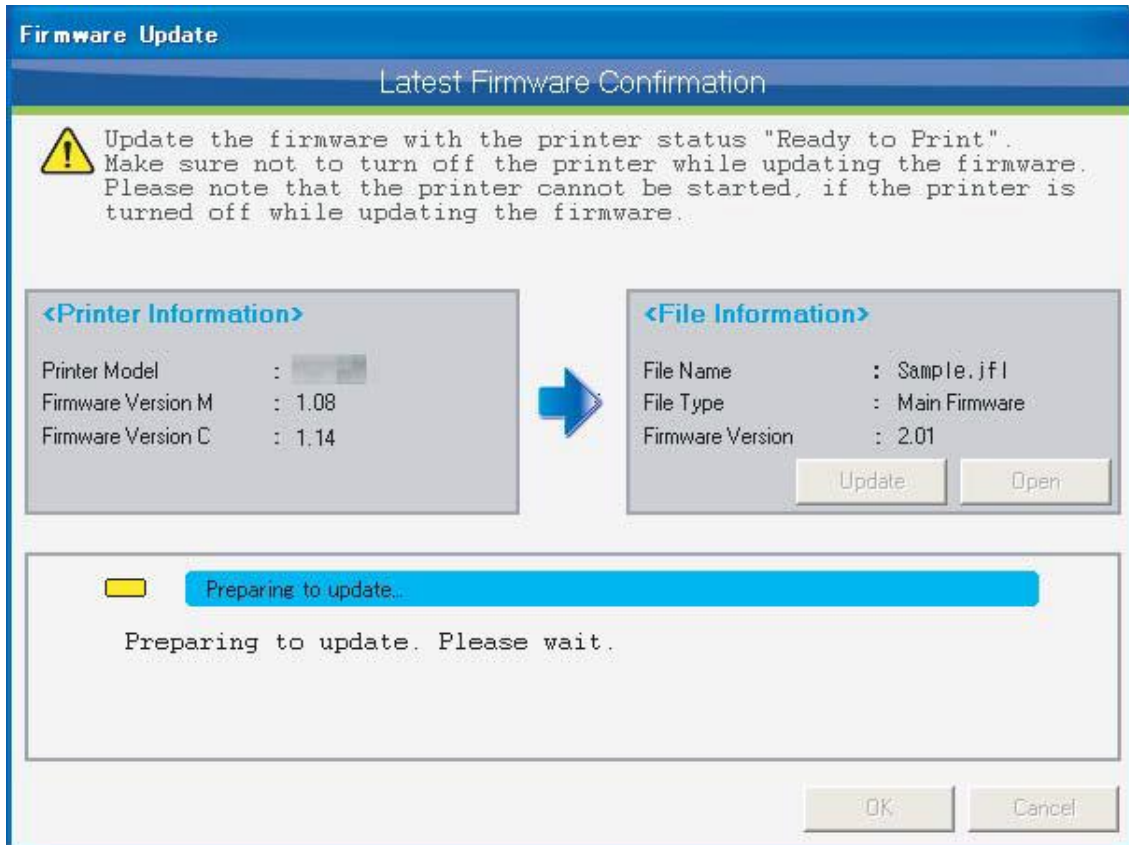 Firmware Update
Latest Firmware Confirmation
Update the firmware with the printer status "Ready to Print".
Make sure not to turn off the printer while updating the firmware.
Please note that the printer cannot be started, if the printer is
turned off while updating the firmware.
<Printer Information>
Printer Model :
Firmware Version M : 1.08
Firmware Version C : 1.14
<File Information>
File Name : Sample.jfl
File Type : Main Firmware
Firmware Version : 2.01
Update Open
Preparing to update...
Preparing to update. Please wait.
OK Cancel